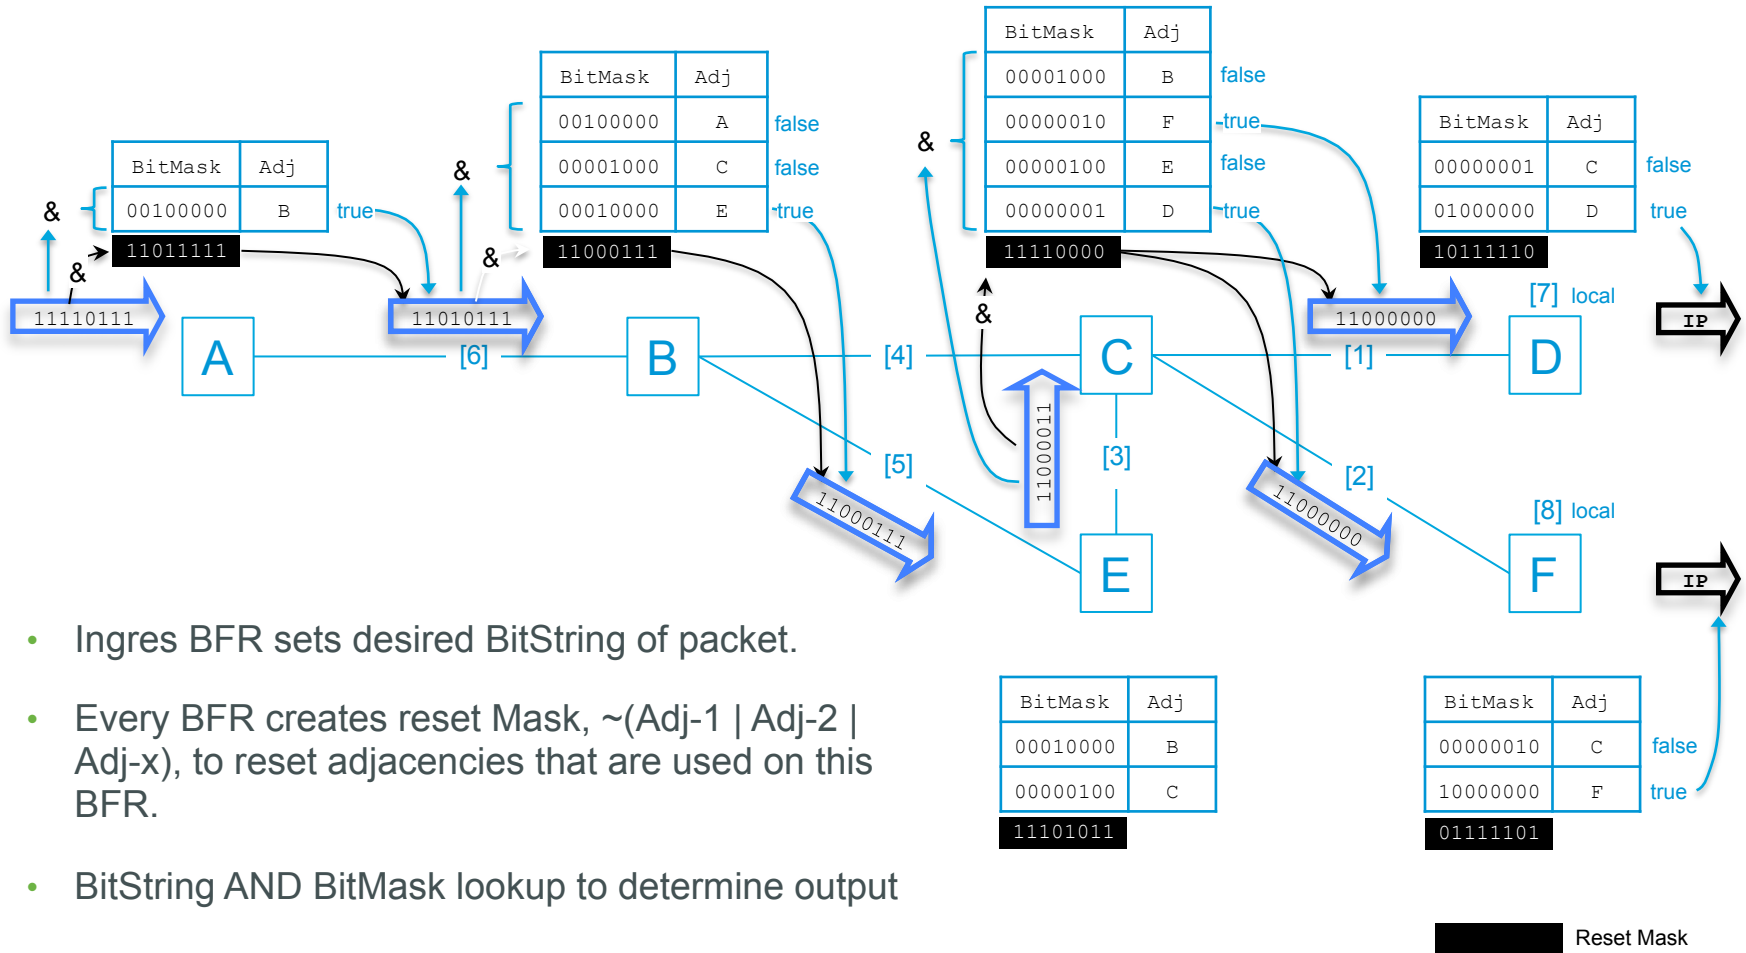 BitMask Adj
00001000 B false
00000010 F true
00000100 E false
00000001 D true
11110000
&
BitMask Adj
00100000 A false
00001000 C false
00010000 E true
11000111
&
&
BitMask Adj
00100000 B true
11011111
&
&
BitMask Adj
00000001 C false
01000000 D true
10111110
&
11110111
11010111
11000000
[7] local
IP
A
[6]
B
[4]
C
[1]
D
[5]
11000111
11000011
[3]
[2]
11000000
[8] local
E
F
IP
• Ingres BFR sets desired BitString of packet.
• Every BFR creates reset Mask, ~(Adj-1 | Adj-2 |
Adj-x), to reset adjacencies that are used on this
BFR.
• BitString AND BitMask lookup to determine output
BitMask Adj
00010000 B
00000100 C
11101011
BitMask Adj
00000010 C false
10000000 F true
01111101
Reset Mask